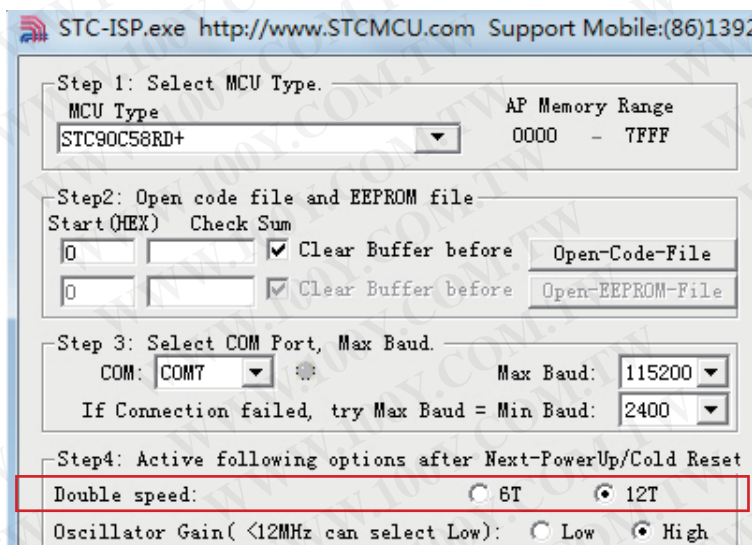 STC-ISP.exe http://www.STCMCU.com Support Mobile:(86)1392
Step 1: Select MCU Type.
MCU Type AP Memory Range
STC90C58RD+ 0000 - 7FFF
Step2: Open code file and EEPROM file
Start(HEX) Check Sum
0 Clear Buffer before Open-Code-File
0 Clear Buffer before Open-EEPROM-File
Step 3: Select COM Port, Max Baud.
COM: COM7 Max Baud: 115200
If Connection failed, try Max Baud = Min Baud: 2400
Step4: Active following options after Next-PowerUp/Cold Reset
Double speed: 6T 12T
Oscillator Gain( <12MHz can select Low): Low High
WWW.100Y.COM.TW